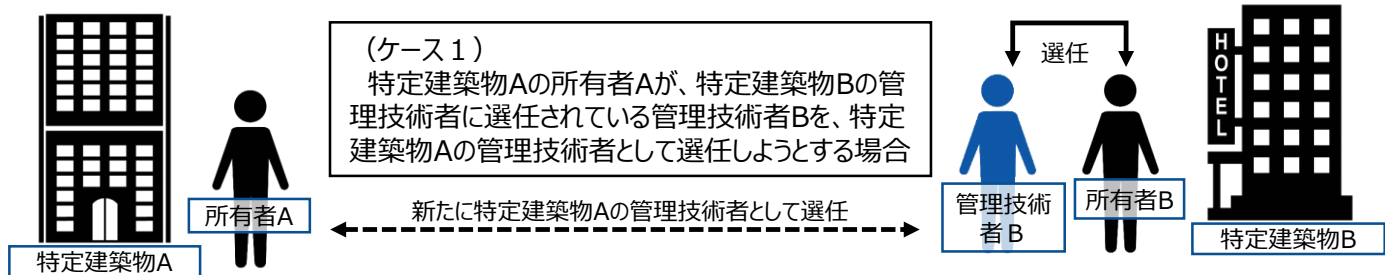 (ケース1)
特定建築物Aの所有者Aが、特定建築物Bの管
理技術者に選任されている管理技術者Bを、特定
建築物Aの管理技術者として選任しようとする場合
選任
HOTEL
所有者A
新たに特定建築物Aの管理技術者として選任
管理技術
者B
所有者B
特定建築物A
特定建築物B